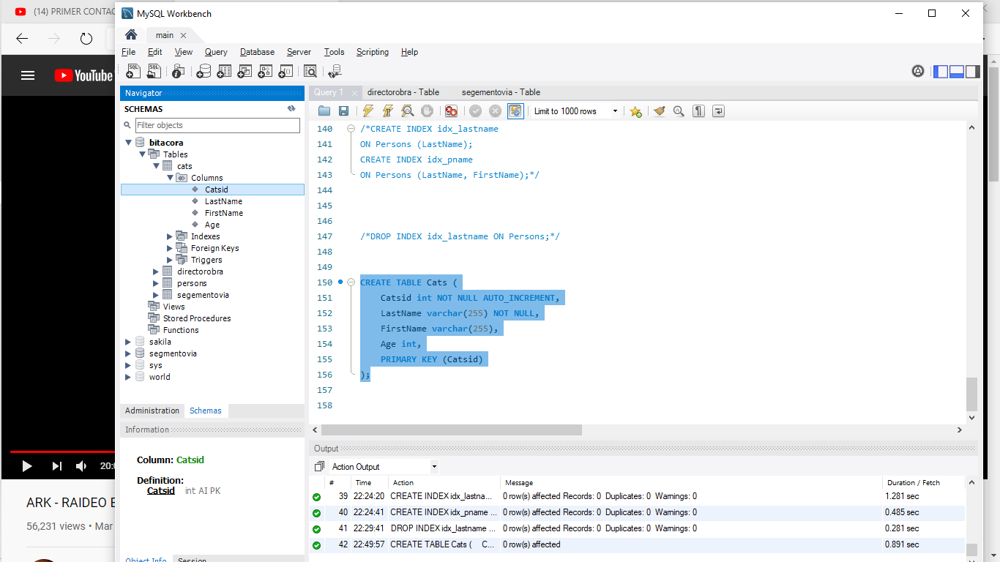 (14) PRIMER CONTAC
MySQL Workbench
main
File Edit View Query Database Server Tools Scripting Help
YouTube
Navigator
SCHEMAS
Filter objects
bitacora
Tables
cats
Columns
Catsid
LastName
FirstName
Age
Indexes
Foreign Keys
Triggers
directorobra
persons
segementovia
Views
Stored Procedures
Functions
sakila
segmentovia
sys
world
Administration Schemas
Information
Column: Catsid
Definition:
Catsid int AI PK
Object Info Session
Query 1 directorobra - Table segementovia - Table
Limit to 1000 rows
140 /*CREATE INDEX idx_lastname
141 ON Persons (LastName);
142 CREATE INDEX idx_pname
143 ON Persons (LastName, FirstName);*/
144
145
146
147 /*DROP INDEX idx_lastname ON Persons;*/
148
149
150 CREATE TABLE Cats (
151 Catsid int NOT NULL AUTO_INCREMENT,
152 LastName varchar(255) NOT NULL,
153 FirstName varchar(255),
154 Age int,
155 PRIMARY KEY (Catsid)
156 );
157
158
Output
Action Output
# Time Action Message Duration / Fetch
39 22:24:20 CREATE INDEX idx_lastna... 0 row(s) affected Records: 0 Duplicates: 0 Warnings: 0 1.281 sec
40 22:24:41 CREATE INDEX idx_pname ... 0 row(s) affected Records: 0 Duplicates: 0 Warnings: 0 0.485 sec
41 22:29:41 DROP INDEX idx_lastname ... 0 row(s) affected Records: 0 Duplicates: 0 Warnings: 0 0.281 sec
42 22:49:57 CREATE TABLE Cats ( C... 0 row(s) affected 0.891 sec
20:0
ARK - RAIDEO E
56,231 views • Mar